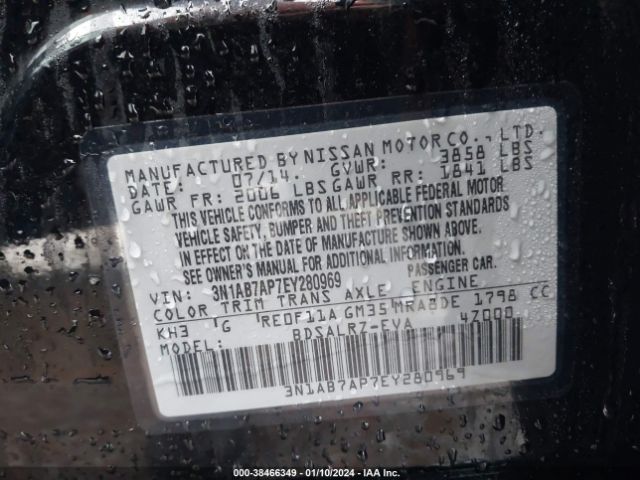 MANUFACTURED BY NISSAN MOTOR CO., LTD.
DATE: 07/14 GVWR: 3858 LBS
GAWR FR: 2006 LBS GAWR RR: 1841 LBS
THIS VEHICLE CONFORMS TO ALL APPLICABLE FEDERAL MOTOR
VEHICLE SAFETY, BUMPER AND THEFT PREVENTION STANDARDS
IN EFFECT ON THE DATE OF MANUFACTURE SHOWN ABOVE.
SEE OWNER'S MANUAL FOR ADDITIONAL INFORMATION.
VIN: 3N1AB7AP7EY280969 PASSENGER CAR.
COLOR TRIM TRANS AXLE ENGINE
KH3 G RE0F11A GM35 MRA8DE 1798 CC
MODEL: BDSALRZ-EVA 4Z000
3N1AB7AP7EY280969
000-38466349 - 01/10/2024 - IAA Inc.